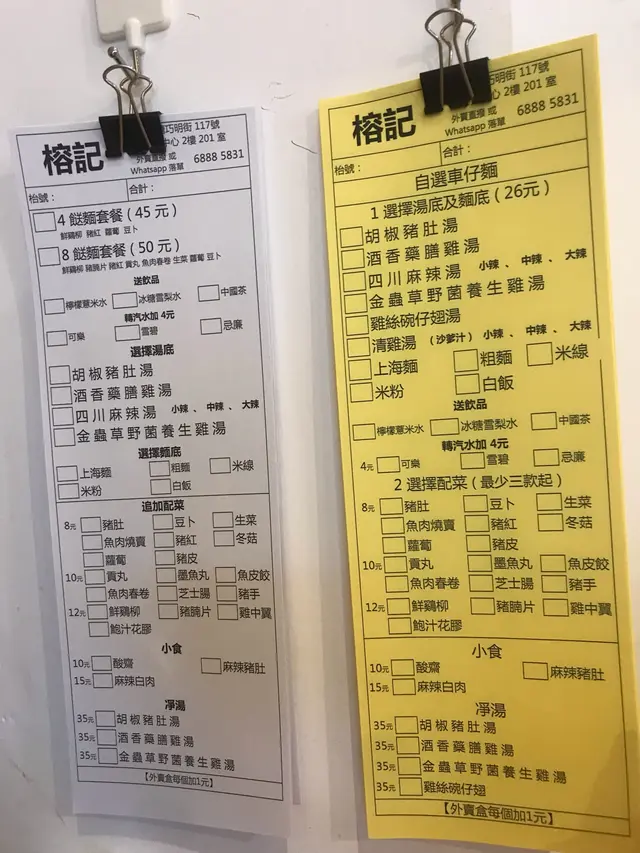 榕記
巧明街 117號
中心 2樓 201 室
外賣直撥 或
Whatsapp 落單
6888 5831
枱號：
合計：
4 餸麵套餐 ( 45 元 )
鮮鷄柳 豬紅 蘿蔔 豆卜
8 餸麵套餐 ( 50 元 )
鮮鷄柳 豬腩片 豬紅 貢丸 魚肉春卷 生菜 蘿蔔 豆卜
送飲品
檸檬薏米水 冰糖雪梨水 中國茶
轉汽水加 4元
可樂 雪碧 忌廉
選擇湯底
胡椒豬肚湯
酒香藥膳雞湯
四川麻辣湯 小辣 、 中辣 、 大辣
金蟲草野菌養生雞湯
選擇麵底
上海麵 粗麵 米線
米粉 白飯
追加配菜
8元 豬肚 豆卜 生菜
魚肉燒賣 豬紅 冬菇
蘿蔔 豬皮
10元 貢丸 墨魚丸 魚皮餃
魚肉春卷 芝士腸 豬手
12元 鮮鷄柳 豬腩片 雞中翼
鮑汁花膠
小食
10元 酸齋 麻辣豬肚
15元 麻辣白肉
淨湯
35元 胡椒豬肚湯
35元 酒香藥膳雞湯
35元 金蟲草野菌養生雞湯
【外賣盒每個加1元】
榕記
巧明街 117號
心 2樓 201 室
外賣直撥 或
Whatsapp 落單
6888 5831
枱號：
合計：
自選車仔麵
1 選擇湯底及麵底 ( 26元 )
胡椒豬肚湯
酒香藥膳雞湯
四川麻辣湯 小辣 、 中辣 、 大辣
金蟲草野菌養生雞湯
雞絲碗仔翅湯
清雞湯 (沙爹汁) 小辣 、 中辣 、 大辣
上海麵 粗麵 米線
米粉 白飯
送飲品
檸檬薏米水 冰糖雪梨水 中國茶
轉汽水加 4元
4元 可樂 雪碧 忌廉
2 選擇配菜 ( 最少三款起 )
8元 豬肚 豆卜 生菜
魚肉燒賣 豬紅 冬菇
蘿蔔 豬皮
10元 貢丸 墨魚丸 魚皮餃
魚肉春卷 芝士腸 豬手
12元 鮮鷄柳 豬腩片 雞中翼
鮑汁花膠
小食
10元 酸齋 麻辣豬肚
15元 麻辣白肉
淨湯
35元 胡椒豬肚湯
35元 酒香藥膳雞湯
35元 金蟲草野菌養生雞湯
35元 雞絲碗仔翅
【外賣盒每個加1元】